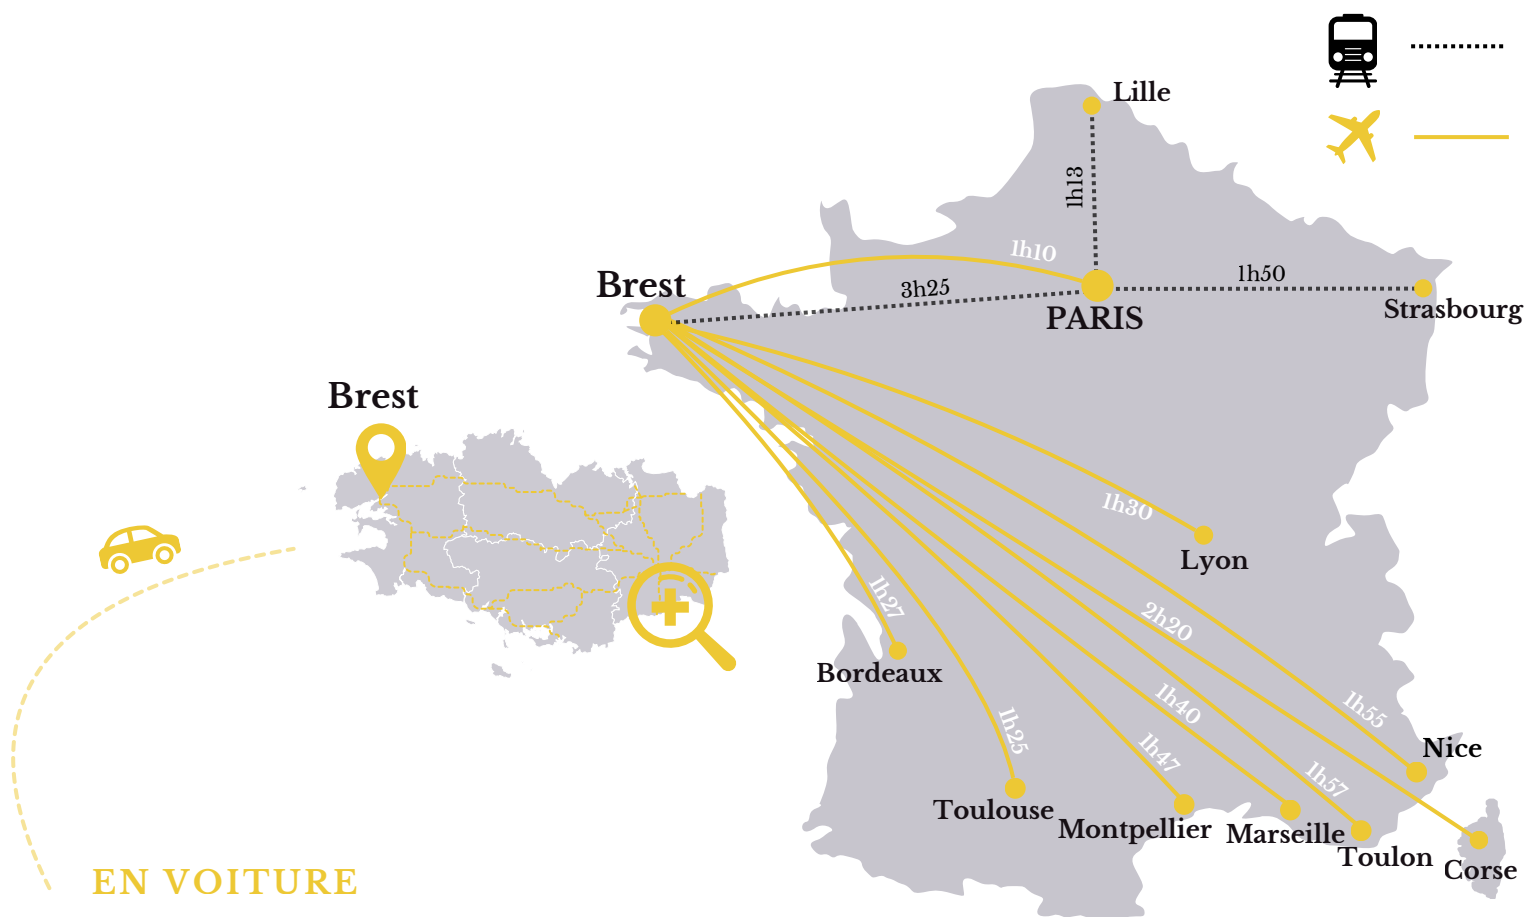 Lille
1h13
1h10
Brest
3h25
1h50
PARIS
Strasbourg
Brest
1h30
Lyon
1h27
2h20
Bordeaux
1h40
1h55
1h25
1h47
Nice
1h57
Toulouse
Montpellier
Marseille
Toulon
Corse
EN VOITURE